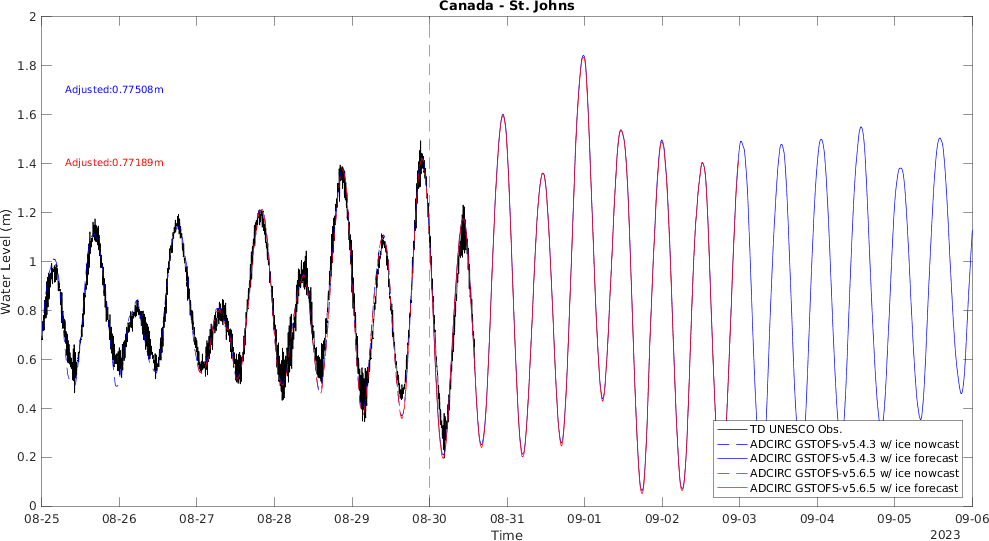 Canada - St. Johns
2
1.8
1.6
1.4
1.2
1
0.8
0.6
0.4
0.2
0
Water Level (m)
Adjusted:0.77508m
Adjusted:0.77189m
TD UNESCO Obs.
ADCIRC GSTOFS-v5.4.3 w/ ice nowcast
ADCIRC GSTOFS-v5.4.3 w/ ice forecast
ADCIRC GSTOFS-v5.6.5 w/ ice nowcast
ADCIRC GSTOFS-v5.6.5 w/ ice forecast
08-25 08-26 08-27 08-28 08-29 08-30 08-31 09-01 09-02 09-03 09-04 09-05 09-06
Time
2023